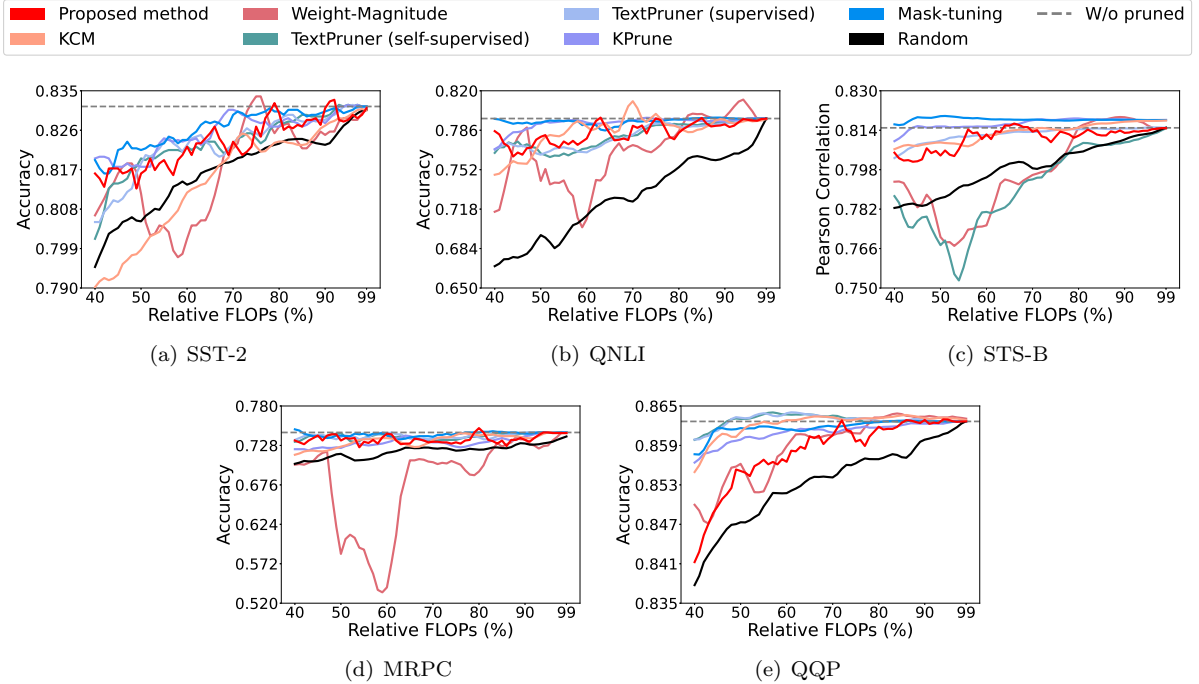 Proposed method Weight-Magnitude TextPruner (supervised) Mask-tuning W/o pruned
KCM TextPruner (self-supervised) KPrune Random
0.835
0.826
0.817
0.808
0.799
0.790
Accuracy
40 50 60 70 80 90 99
Relative FLOPs (%)
(a) SST-2
0.820
0.786
0.752
0.718
0.684
0.650
Accuracy
40 50 60 70 80 90 99
Relative FLOPs (%)
(b) QNLI
0.830
0.814
0.798
0.782
0.766
0.750
Pearson Correlation
40 50 60 70 80 90 99
Relative FLOPs (%)
(c) STS-B
0.780
0.728
0.676
0.624
0.572
0.520
Accuracy
40 50 60 70 80 90 99
Relative FLOPs (%)
(d) MRPC
0.865
0.859
0.853
0.847
0.841
0.835
Accuracy
40 50 60 70 80 90 99
Relative FLOPs (%)
(e) QQP